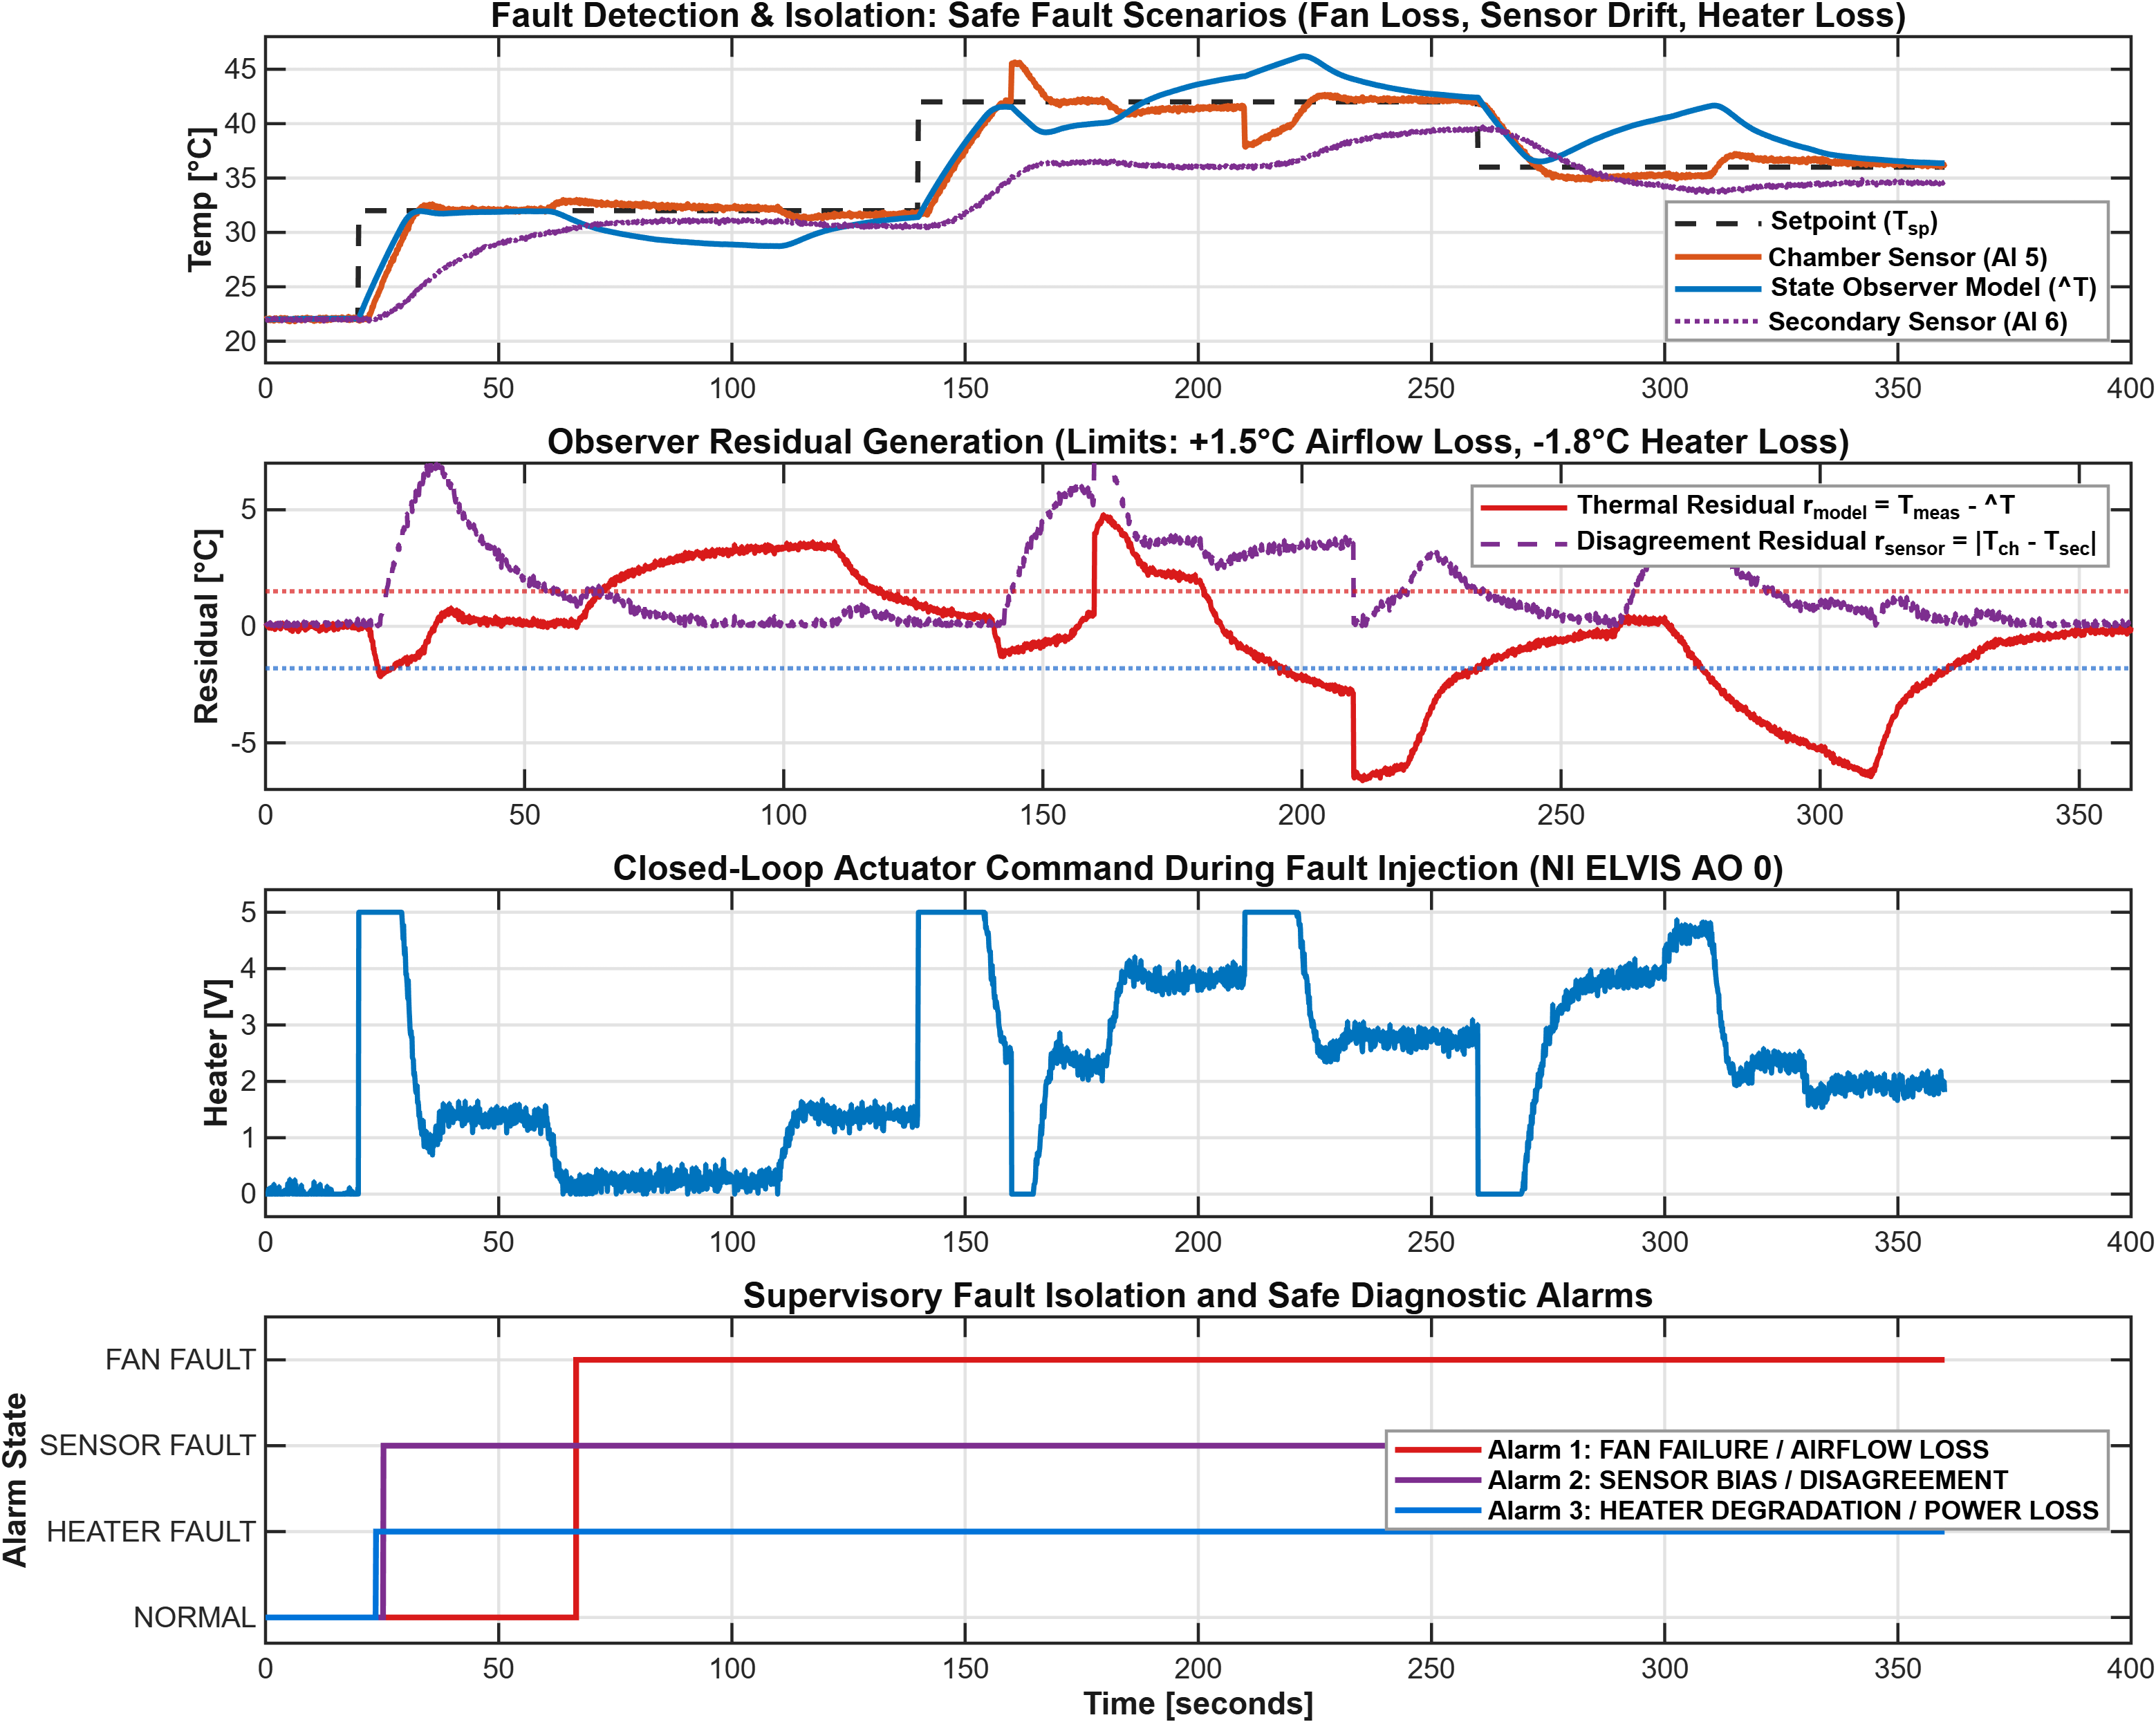 Fault Detection & Isolation: Safe Fault Scenarios (Fan Loss, Sensor Drift, Heater Loss)
Temp [°C]
45
40
35
30
25
20
Setpoint (Tsp)
Chamber Sensor (AI 5)
State Observer Model (^T)
Secondary Sensor (AI 6)
0 50 100 150 200 250 300 350 400
Observer Residual Generation (Limits: +1.5°C Airflow Loss, -1.8°C Heater Loss)
Residual [°C]
5
0
-5
Thermal Residual rmodel = Tmeas - ^T
Disagreement Residual rsensor = |Tch - Tsec|
0 50 100 150 200 250 300 350
Closed-Loop Actuator Command During Fault Injection (NI ELVIS AO 0)
Heater [V]
5
4
3
2
1
0
0 50 100 150 200 250 300 350 400
Supervisory Fault Isolation and Safe Diagnostic Alarms
Alarm State
FAN FAULT
SENSOR FAULT
HEATER FAULT
NORMAL
Alarm 1: FAN FAILURE / AIRFLOW LOSS
Alarm 2: SENSOR BIAS / DISAGREEMENT
Alarm 3: HEATER DEGRADATION / POWER LOSS
0 50 100 150 200 250 300 350 400
Time [seconds]